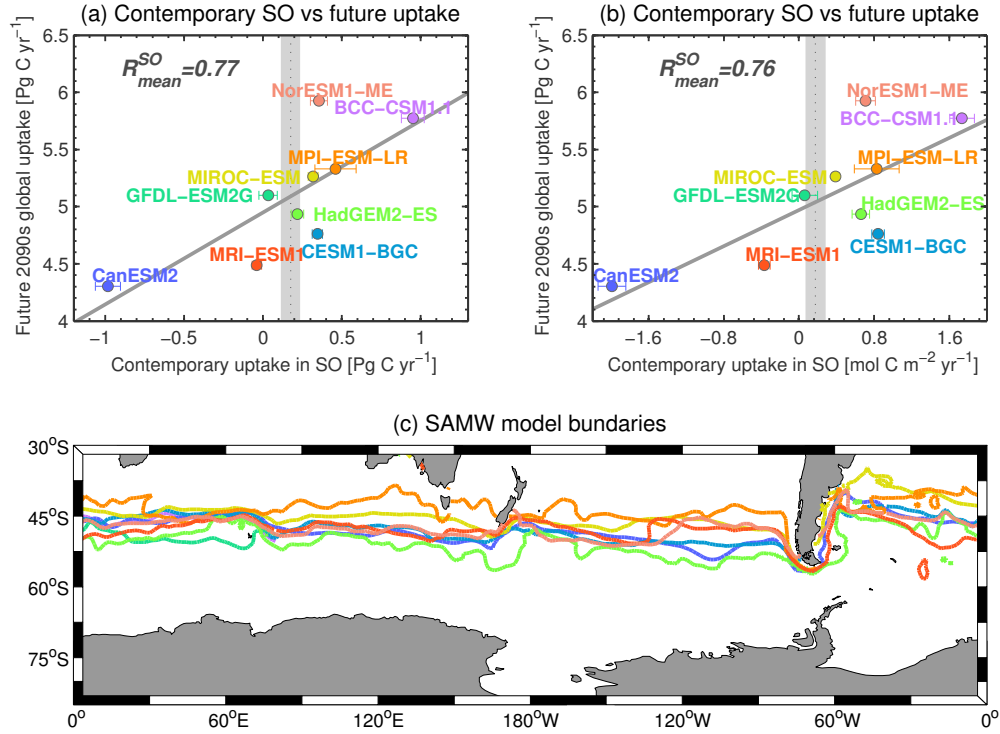 (a) Contemporary SO vs future uptake
Future 2090s global uptake [Pg C yr⁻¹]
6.5
6
5.5
5
4.5
4
R^SO_mean=0.77
NorESM1−ME
BCC−CSM1.1
MPI−ESM−LR
MIROC−ESM
GFDL−ESM2G
HadGEM2−ES
CESM1−BGC
MRI−ESM1
CanESM2
−1 −0.5 0 0.5 1
Contemporary uptake in SO [Pg C yr⁻¹]
(b) Contemporary SO vs future uptake
Future 2090s global uptake [Pg C yr⁻¹]
6.5
6
5.5
5
4.5
4
R^SO_mean=0.76
NorESM1−ME
BCC−CSM1.1
MPI−ESM−LR
MIROC−ESM
GFDL−ESM2G
HadGEM2−ES
CESM1−BGC
MRI−ESM1
CanESM2
−1.6 −0.8 0 0.8 1.6
Contemporary uptake in SO [mol C m⁻² yr⁻¹]
(c) SAMW model bundaries
30°S
45°S
60°S
75°S
0° 60°E 120°E 180°W 120°W 60°W 0°